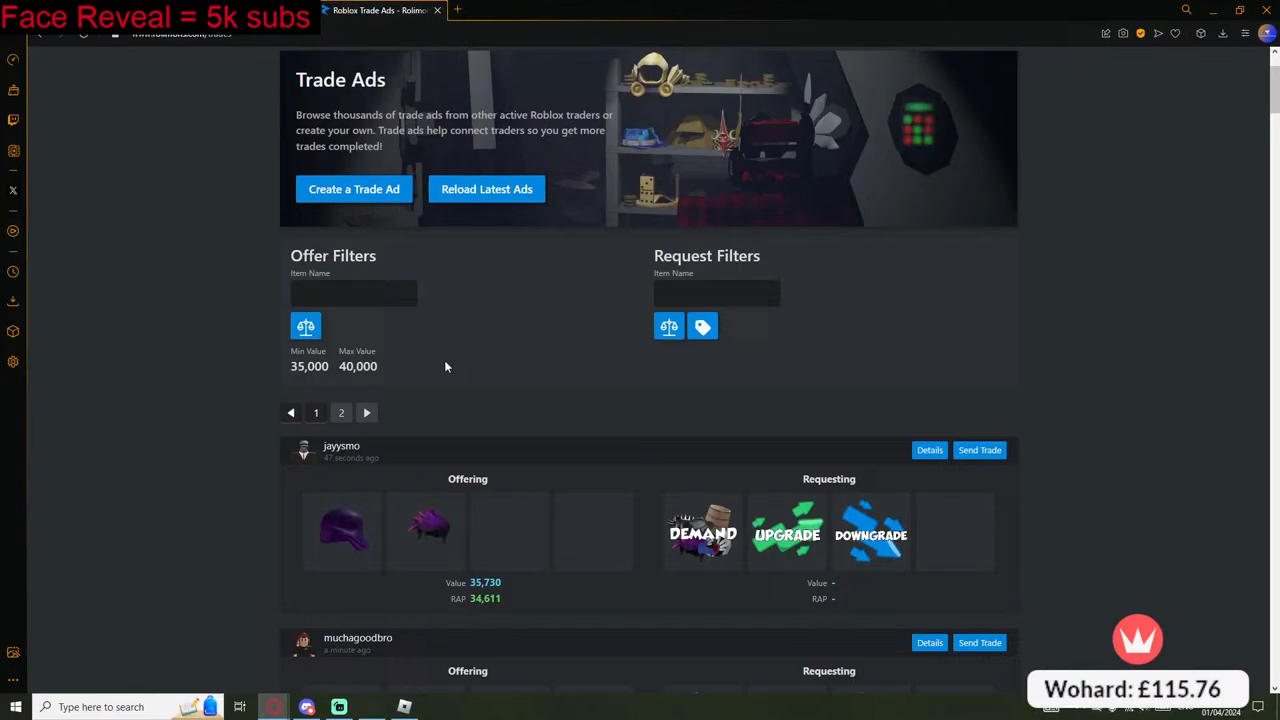 Face Reveal = 5k subs
Roblox Trade Ads - Rolimo
www.rolimons.com/trades
Trade Ads
Browse thousands of trade ads from other active Roblox traders or
create your own. Trade ads help connect traders so you get more
trades completed!
Create a Trade Ad
Reload Latest Ads
Offer Filters
Request Filters
Item Name
Item Name
Min Value
Max Value
35,000
40,000
1
2
jayysmo
47 seconds ago
Details
Send Trade
Offering
Requesting
DEMAND
UPGRADE
DOWNGRADE
Value 35,730
Value -
RAP 34,611
RAP -
muchagoodbro
a minute ago
Details
Send Trade
Offering
Requesting
Wohard: £115.76
Type here to search
01/04/2024